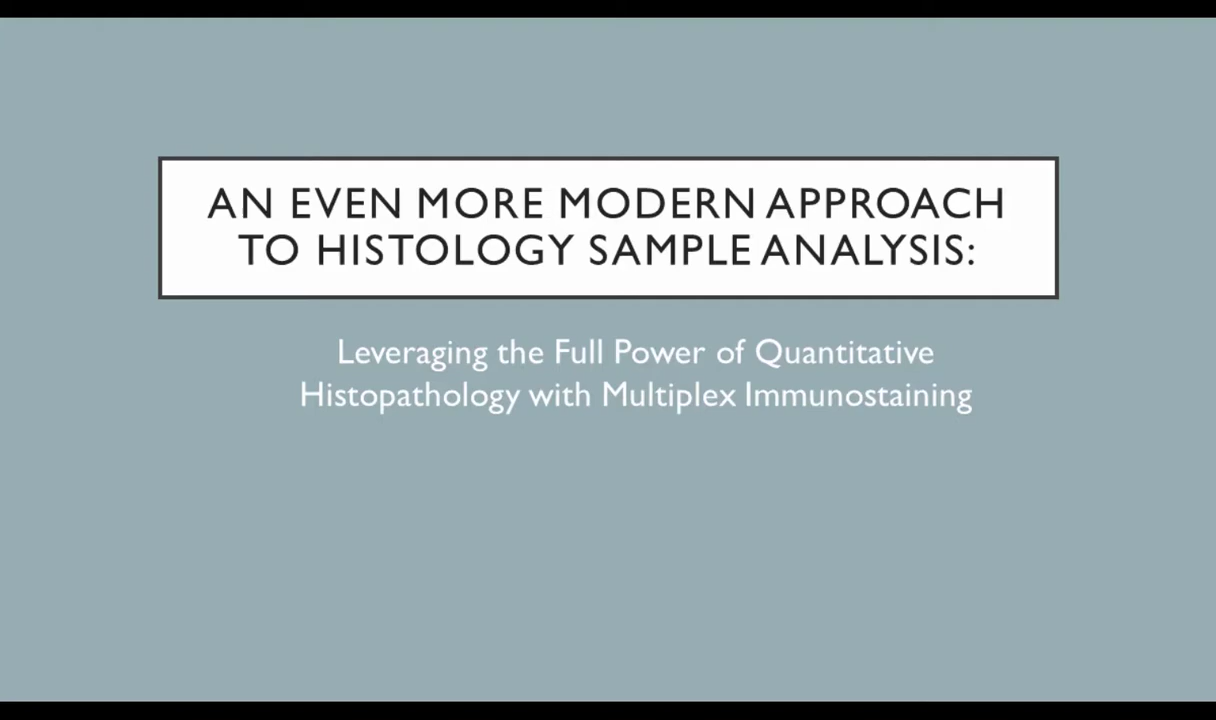 AN EVEN MORE MODERN APPROACH
TO HISTOLOGY SAMPLE ANALYSIS:
Leveraging the Full Power of Quantitative
Histopathology with Multiplex Immunostaining